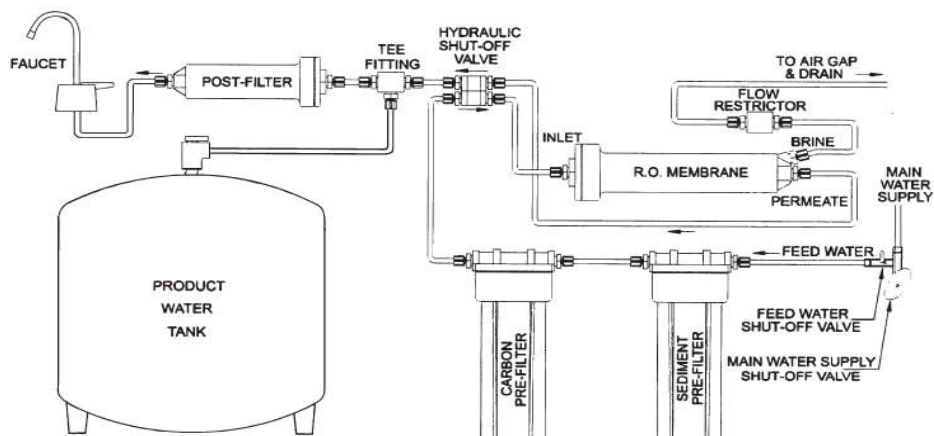 FAUCET
POST-FILTER
TEE
FITTING
HYDRAULIC
SHUT-OFF
VALVE
TO AIR GAP
& DRAIN
FLOW
RESTRICTOR
INLET
BRINE
R.O. MEMBRANE
PERMEATE
MAIN
WATER
SUPPLY
FEED WATER
PRODUCT
WATER
TANK
CARBON
PRE-FILTER
SEDIMENT
PRE-FILTER
FEED WATER
SHUT-OFF VALVE
MAIN WATER SUPPLY
SHUT-OFF VALVE